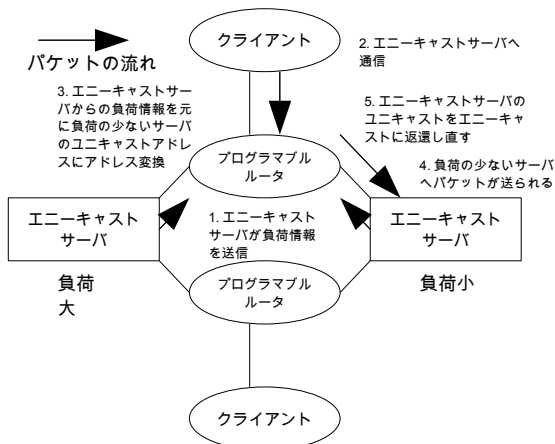 クライアント
2. エニーキャストサーバへ
通信
パケットの流れ
3. エニーキャストサー
バからの負荷情報を元
に負荷の少ないサーバ
のユニキャストアドレ
スにアドレス変換
5. エニーキャストサーバの
ユニキャストをエニーキャ
ストに返還し直す
プログラマブル
ルータ
4. 負荷の少ないサーバ
へパケットが送られる
エニーキャスト
サーバ
1. エニーキャスト
サーバが負荷情報
を送信
エニーキャスト
サーバ
負荷
大
プログラマブル
ルータ
負荷小
クライアント